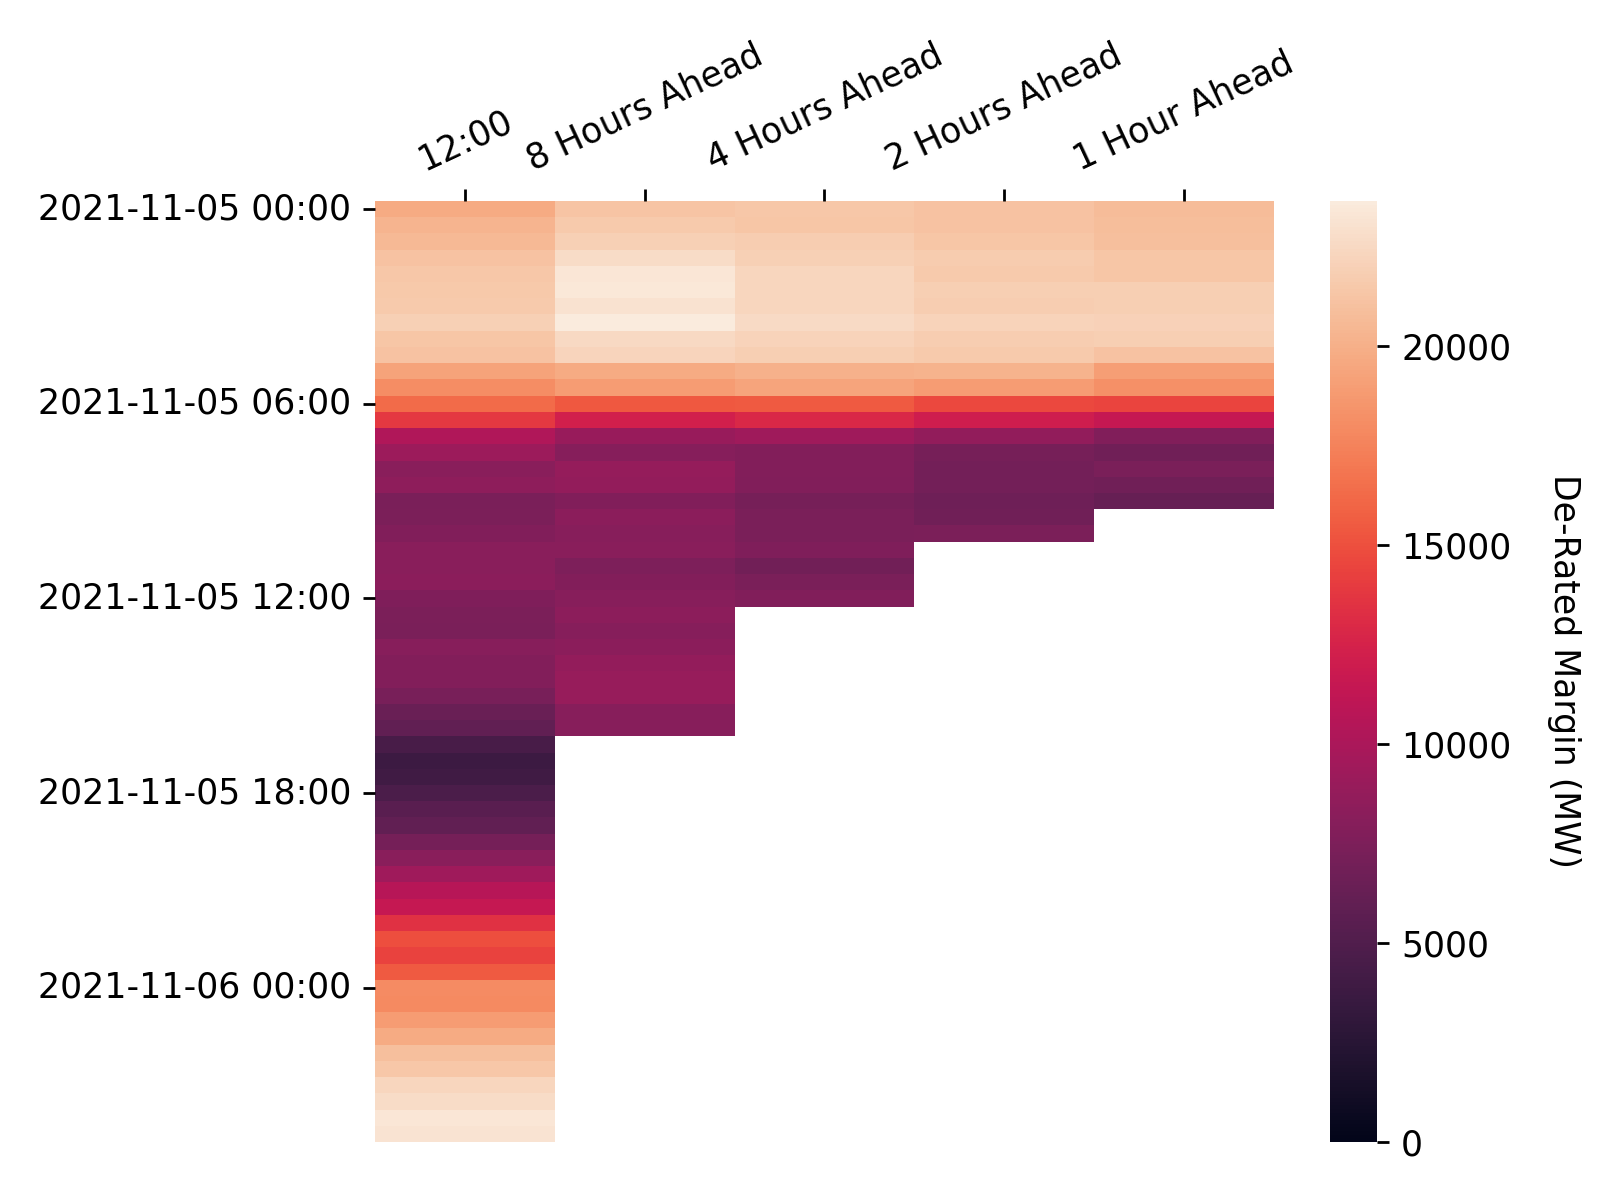 12:00
8 Hours Ahead
4 Hours Ahead
2 Hours Ahead
1 Hour Ahead
2021-11-05 00:00
2021-11-05 06:00
2021-11-05 12:00
2021-11-05 18:00
2021-11-06 00:00
20000
15000
10000
5000
0
De-Rated Margin (MW)